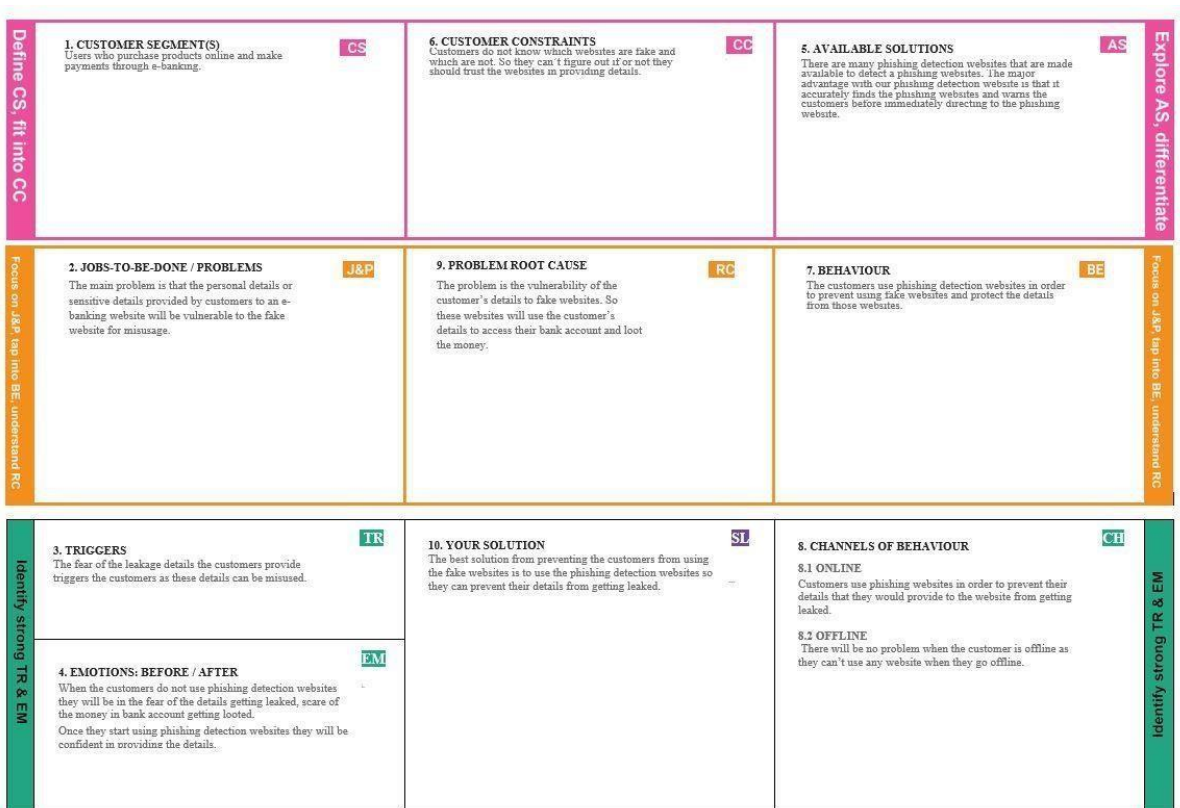 Define CS, fit into CC
1. CUSTOMER SEGMENT(S)
CS
Users who purchase products online and make
payments through e-banking.
6. CUSTOMER CONSTRAINTS
CC
Customers do not know which websites are fake and
which are not. So they can't figure out if or not they
should trust the websites in providing details.
5. AVAILABLE SOLUTIONS
AS
There are many phishing detection websites that are made
available to detect a phishing websites. The major
advantage with our phishing detection website is that it
accurately finds the phishing websites and warns the
customers before immediately directing to the phishing
website.
Explore AS, differentiate
Focus on J&P, tap into BE, understand RC
2. JOBS-TO-BE-DONE / PROBLEMS
J&P
The main problem is that the personal details or
sensitive details provided by customers to an e-
banking website will be vulnerable to the fake
website for misusage.
9. PROBLEM ROOT CAUSE
RC
The problem is the vulnerability of the
customer's details to fake websites. So
these websites will use the customer's
details to access their bank account and loot
the money.
7. BEHAVIOUR
BE
The customers use phishing detection websites in order
to prevent using fake websites and protect the details
from those websites.
Focus on J&P, tap into BE, understand RC
Identify strong TR & EM
3. TRIGGERS
TR
The fear of the leakage details the customers provide
triggers the customers as these details can be misused.
4. EMOTIONS: BEFORE / AFTER
EM
When the customers do not use phishing detection websites
they will be in the fear of the details getting leaked, scare of
the money in bank account getting looted.
Once they start using phishing detection websites they will be
confident in providing the details.
10. YOUR SOLUTION
SL
The best solution from preventing the customers from using
the fake websites is to use the phishing detection websites so
they can prevent their details from getting leaked.
8. CHANNELS OF BEHAVIOUR
CH
8.1 ONLINE
Customers use phishing websites in order to prevent their
details that they would provide to the website from getting
leaked.
8.2 OFFLINE
There will be no problem when the customer is offline as
they can't use any website when they go offline.
Identify strong TR & EM